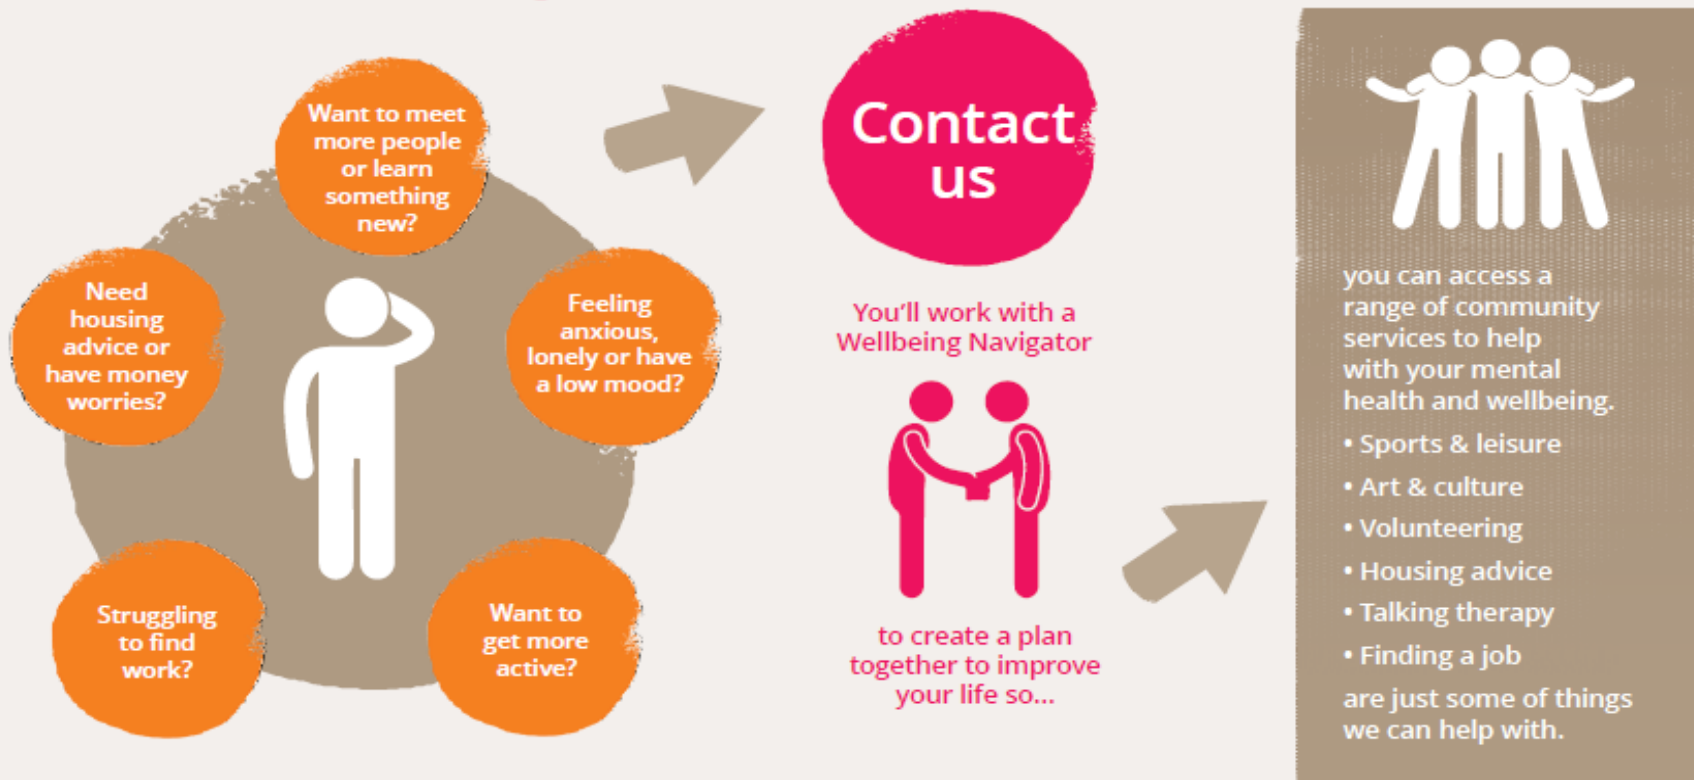 Want to meet
more people
or learn
something
new?
Need
housing
advice or
have money
worries?
Feeling
anxious,
lonely or have
a low mood?
Struggling
to find
work?
Want to
get more
active?
Contact
us
You'll work with a
Wellbeing Navigator
to create a plan
together to improve
your life so...
you can access a
range of community
services to help
with your mental
health and wellbeing.
• Sports & leisure
• Art & culture
• Volunteering
• Housing advice
• Talking therapy
• Finding a job
are just some of things
we can help with.